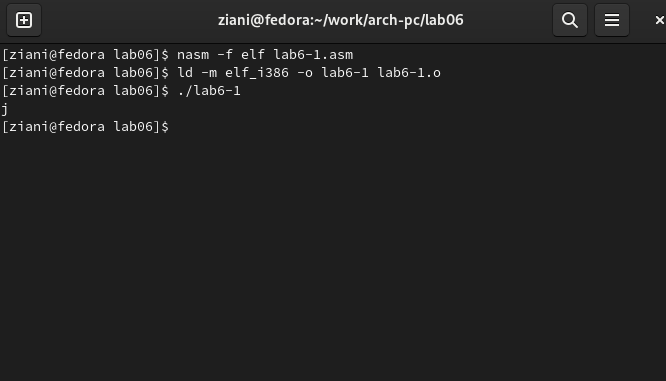 ziani@fedora:~/work/arch-pc/lab06
[ziani@fedora lab06]$ nasm -f elf lab6-1.asm
[ziani@fedora lab06]$ ld -m elf_i386 -o lab6-1 lab6-1.o
[ziani@fedora lab06]$ ./lab6-1
j
[ziani@fedora lab06]$